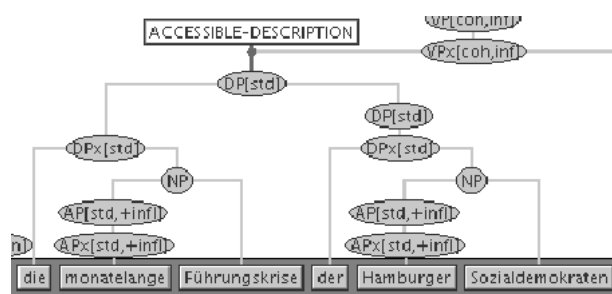 ACCESSIBLE-DESCRIPTION VP[coh,inf]
VPx[coh,inf]
DP[std]
DP[std]
DPx[std] DPx[std]
NP NP
AP[std,+infl] AP[std,+infl]
n] APx[std,+infl] APx[std,+infl]
die monatelange Führungskrise der Hamburger Sozialdemokraten